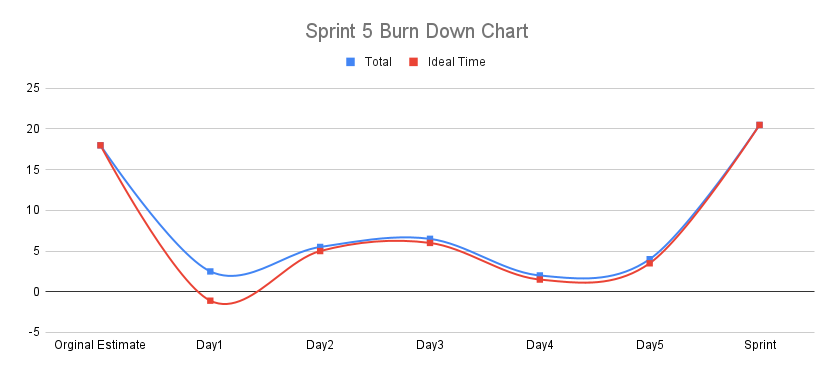 Sprint 5 Burn Down Chart
Total Ideal Time
25
20
15
10
5
0
-5
Orginal Estimate Day1 Day2 Day3 Day4 Day5 Sprint